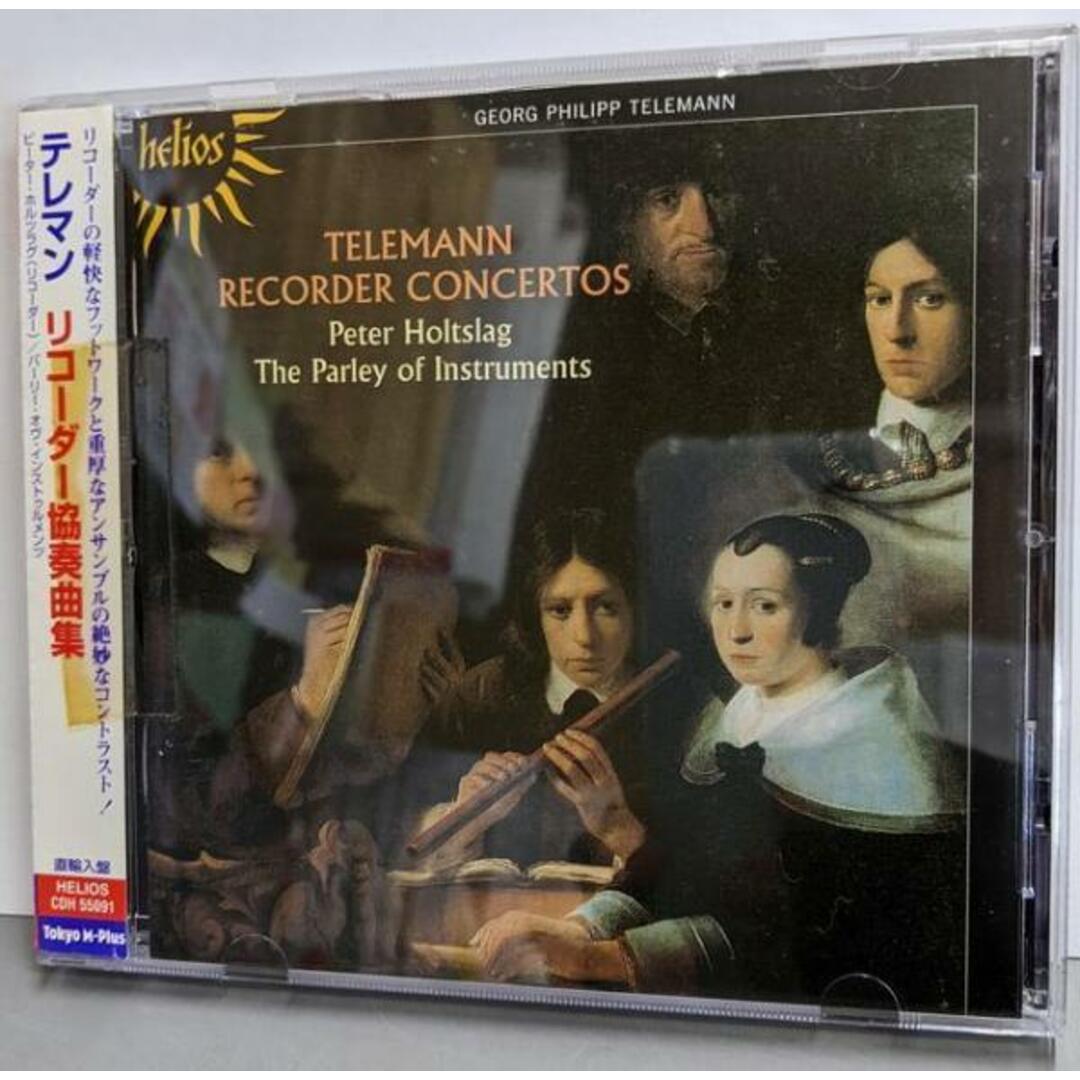 リコーダーの軽快なフットワークと重厚なアンサンブルの絶妙なコントラスト!
テレマン リコーダー協奏曲集
ピーター・ホルツラグ(リコーダー)/パーリー・オヴ・インストゥルメンツ
直輸入盤
HELIOS
CDH 55091
Tokyo M-Plus
helios
GEORG PHILIPP TELEMANN
TELEMANN
RECORDER CONCERTOS
Peter Holtslag
The Parley of Instruments